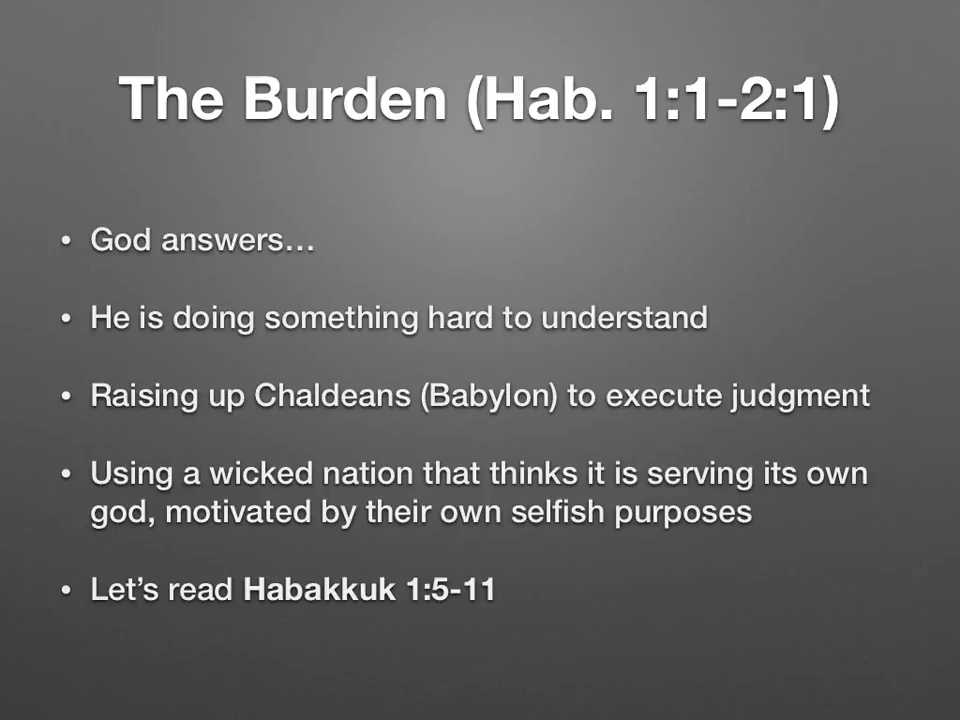 The Burden (Hab. 1:1-2:1)
• God answers…
• He is doing something hard to understand
• Raising up Chaldeans (Babylon) to execute judgment
• Using a wicked nation that thinks it is serving its own
god, motivated by their own selfish purposes
• Let’s read Habakkuk 1:5-11